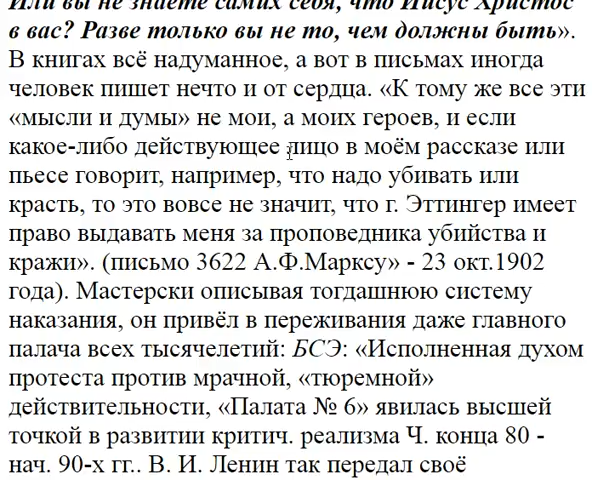 Или вы не знаете самих себя, что Иисус Христос
в вас? Разве только вы не то, чем должны быть».
В книгах всё надуманное, а вот в письмах иногда
человек пишет нечто и от сердца. «К тому же все эти
«мысли и думы» не мои, а моих героев, и если
какое-либо действующее лицо в моём рассказе или
пьесе говорит, например, что надо убивать или
красть, то это вовсе не значит, что г. Эттингер имеет
право выдавать меня за проповедника убийства и
кражи». (письмо 3622 А.Ф.Марксу» - 23 окт.1902
года). Мастерски описывая тогдашнюю систему
наказания, он привёл в переживания даже главного
палача всех тысячелетий: БСЭ: «Исполненная духом
протеста против мрачной, «тюремной»
действительности, «Палата № 6» явилась высшей
точкой в развитии критич. реализма Ч. конца 80 -
нач. 90-х гг.. В. И. Ленин так передал своё